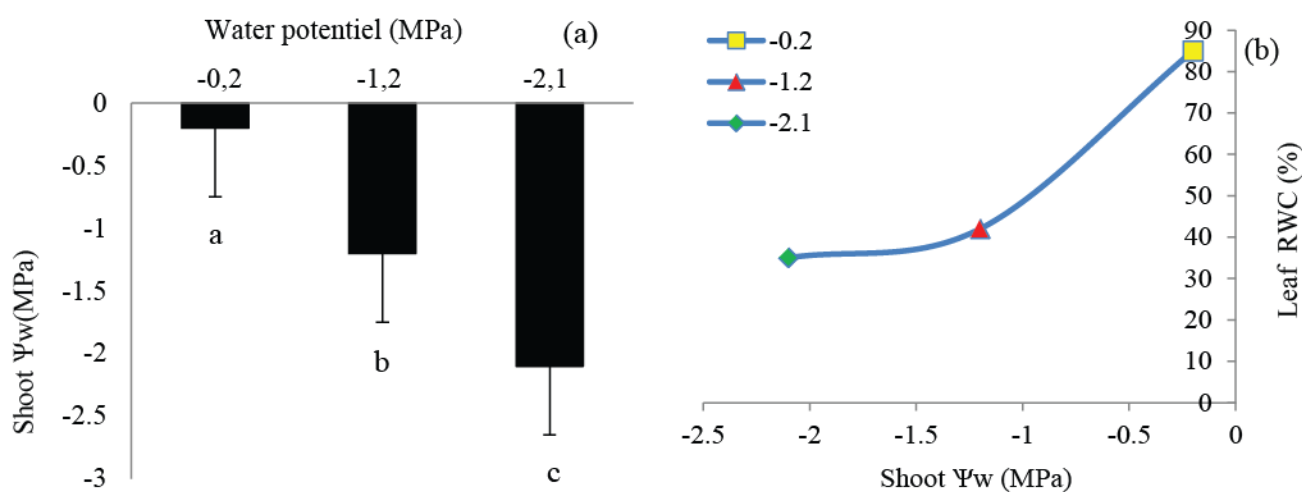 Water potentiel (MPa)
(a)
-0,2 -1,2 -2,1
0
-0.5
-1
-1.5
-2
-2.5
-3
Shoot Ψw(MPa)
a
b
c
-0.2
-1.2
-2.1
(b)
90
80
70
60
50
40
30
20
10
0
Leaf RWC (%)
-2.5 -2 -1.5 -1 -0.5 0
Shoot Ψw (MPa)